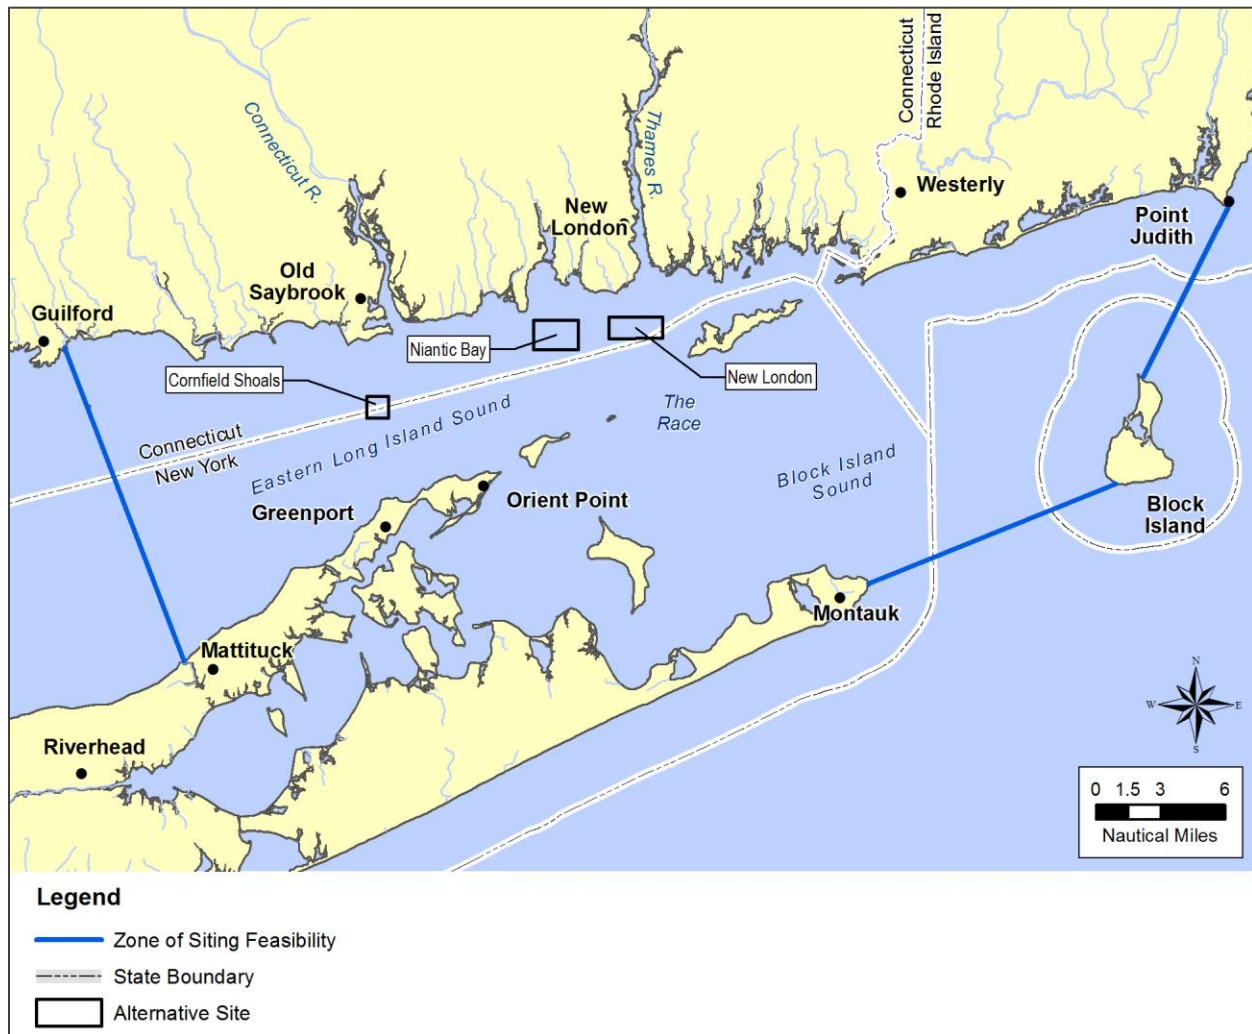 Connecticut
Rhode Island
Connecticut R.
Thames R.
Westerly
New
London
Point
Judith
Old
Saybrook
Guilford
Niantic Bay
New London
Cornfield Shoals
The
Race
Connecticut
New York
Eastern Long Island Sound
Block Island
Sound
Orient Point
Greenport
Block
Island
Montauk
Mattituck
Riverhead
N
W
E
S
0 1.5 3 6
Nautical Miles
Legend
Zone of Siting Feasibility
State Boundary
Alternative Site